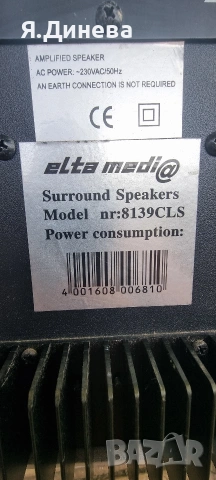 Я.Динева
AMPLIFIED SPEAKER
AC POWER: ~230VAC/50Hz
AN EARTH CONNECTION IS NOT REQUIRED
CE
elta medi@
Surround Speakers
Model nr:8139CLS
Power consumption:
4 001608 006810
bazar